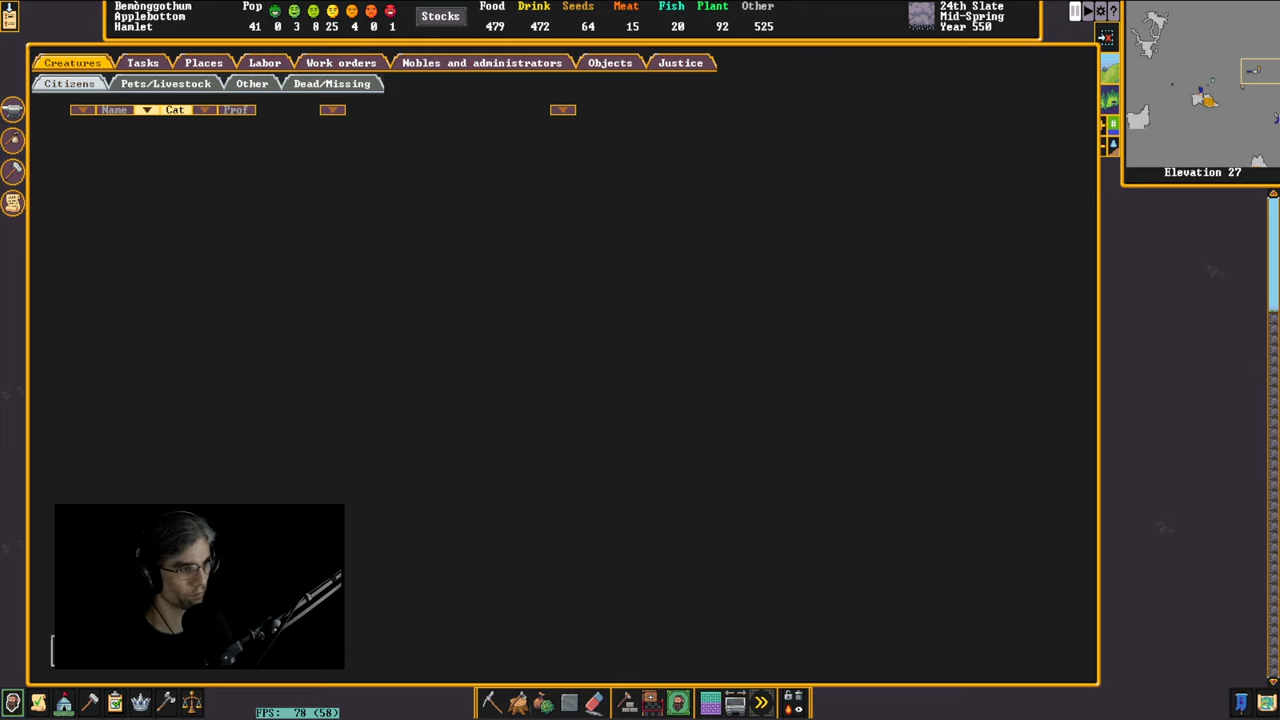 Bemònggothum
Applebottom
Hamlet
Pop
41 0 3 8 25 4 0 1
Stocks
Food Drink Seeds Meat Fish Plant Other
479 472 64 15 20 92 525
24th Slate
Mid-Spring
Year 550
Elevation 27
Creatures Tasks Places Labor Work orders Nobles and administrators Objects Justice
Citizens Pets/Livestock Other Dead/Missing
Name Cat Prof
FPS: 78 (58)